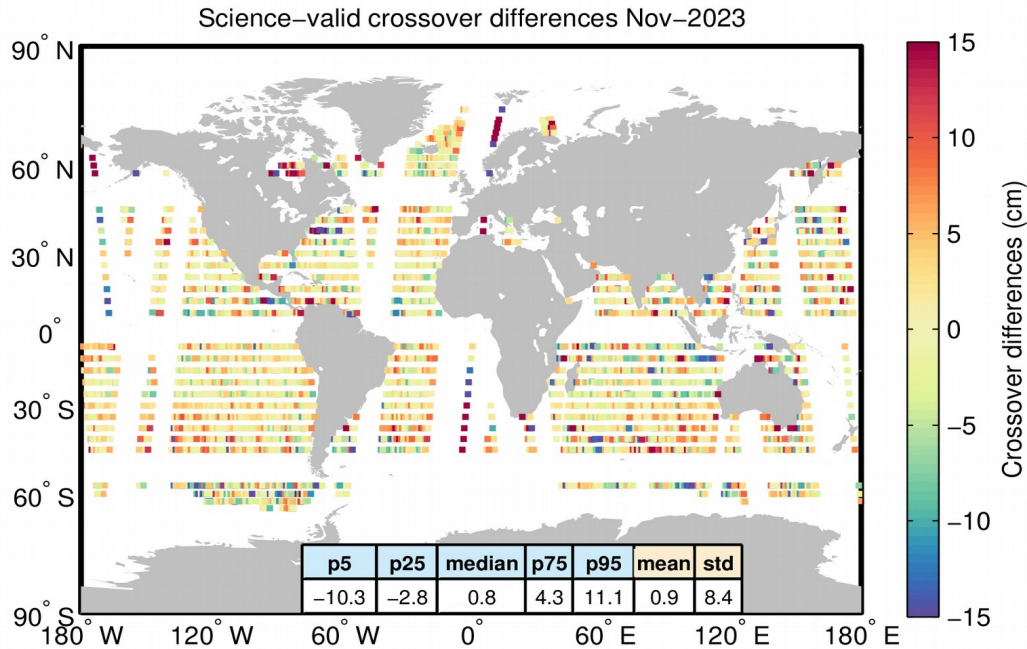 Science−valid crossover differences Nov−2023
90° N
60° N
30° N
0°
30° S
60° S
90° S
180° W 120° W 60° W 0° 60° E 120° E 180° E
p5 p25 median p75 p95 mean std
−10.3 −2.8 0.8 4.3 11.1 0.9 8.4
15
10
5
0
−5
−10
−15
Crossover differences (cm)